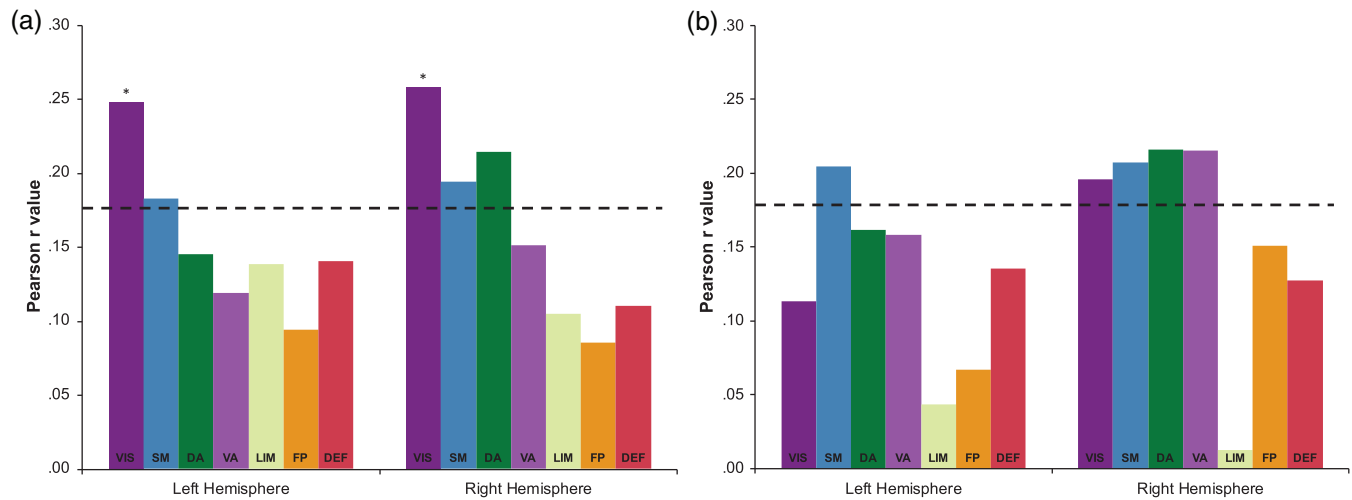 (a)
Pearson r value
.30
.25
.20
.15
.10
.05
.00
*
*
VIS SM DA VA LIM FP DEF
VIS SM DA VA LIM FP DEF
Left Hemisphere
Right Hemisphere
(b)
Pearson r value
.30
.25
.20
.15
.10
.05
.00
VIS SM DA VA LIM FP DEF
VIS SM DA VA LIM FP DEF
Left Hemisphere
Right Hemisphere